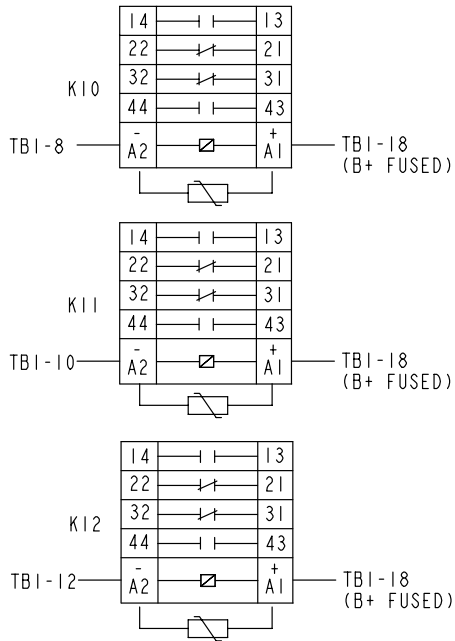 14 13
22 21
32 31
K10
44 43
- +
TB1-8 A2 A1 TB1-18
(B+ FUSED)
14 13
22 21
32 31
K11
44 43
- +
TB1-10 A2 A1 TB1-18
(B+ FUSED)
14 13
22 21
32 31
K12
44 43
- +
TB1-12 A2 A1 TB1-18
(B+ FUSED)